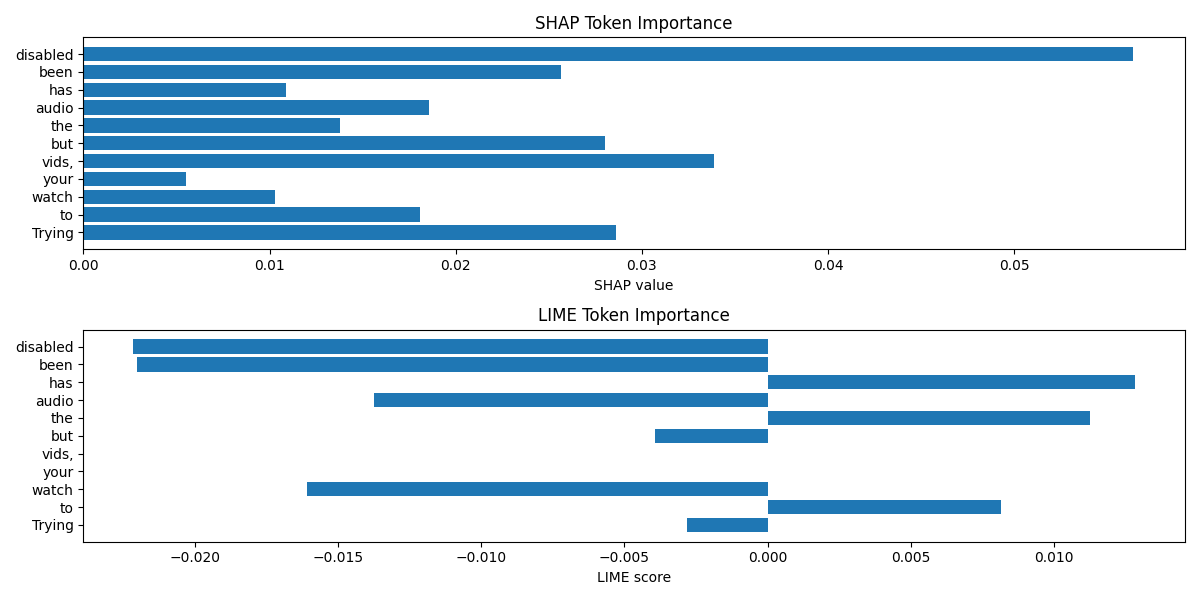 SHAP Token Importance
disabled
been
has
audio
the
but
vids,
your
watch
to
Trying
0.00 0.01 0.02 0.03 0.04 0.05
SHAP value
LIME Token Importance
disabled
been
has
audio
the
but
vids,
your
watch
to
Trying
−0.020 −0.015 −0.010 −0.005 0.000 0.005 0.010
LIME score